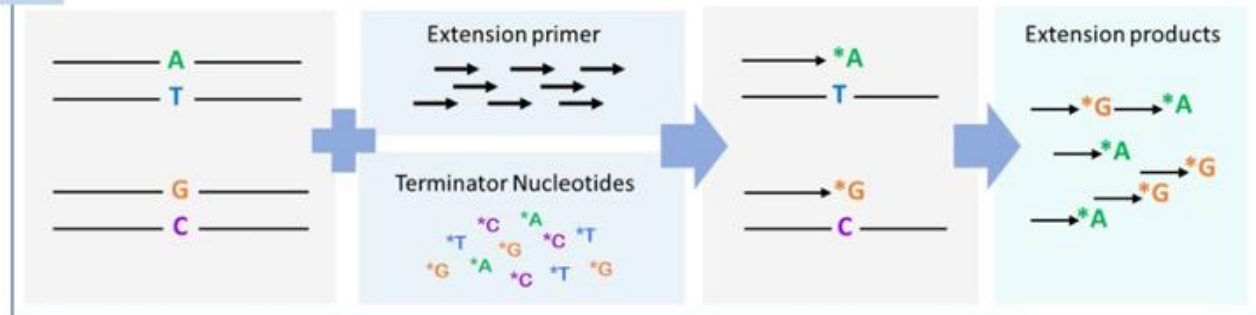 A
T
G
C
Extension primer
Terminator Nucleotides
*C *A
*T *G *C *T
*G *A *C *T *G
*A
T
*G
C
Extension products
*G *A
*A
*G
*G
*A